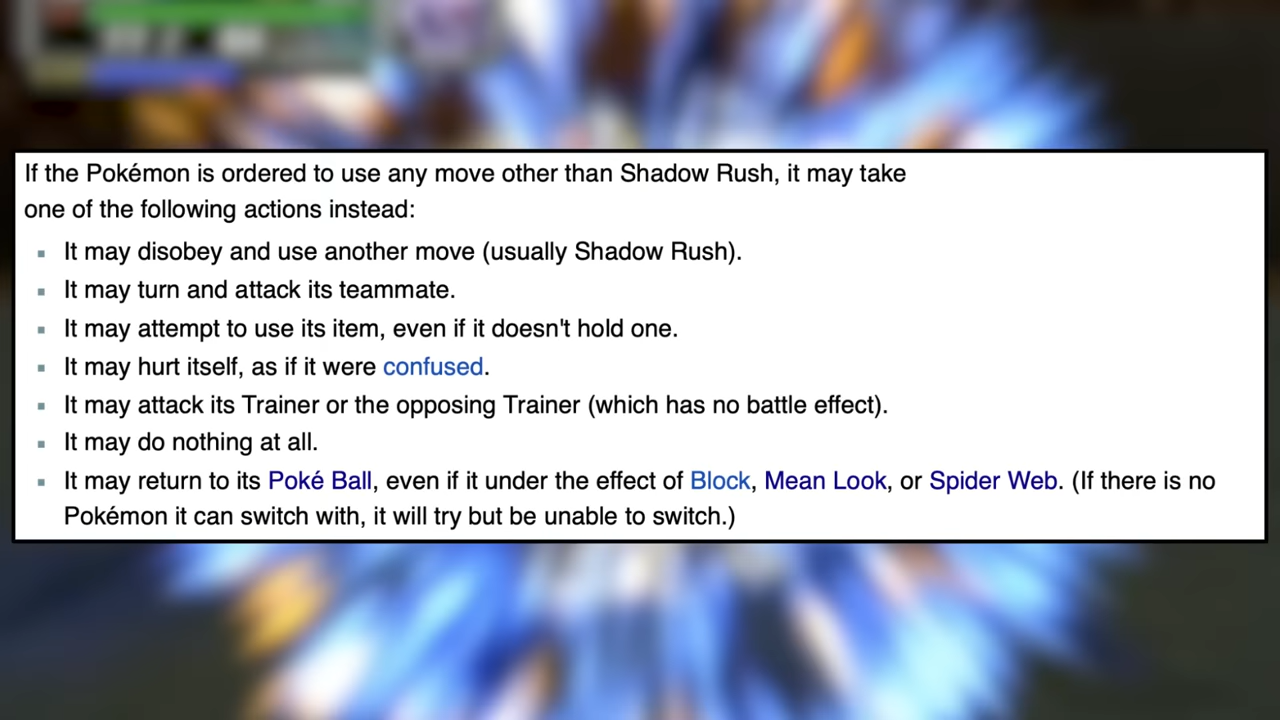 If the Pokémon is ordered to use any move other than Shadow Rush, it may take
one of the following actions instead:
▪ It may disobey and use another move (usually Shadow Rush).
▪ It may turn and attack its teammate.
▪ It may attempt to use its item, even if it doesn't hold one.
▪ It may hurt itself, as if it were confused.
▪ It may attack its Trainer or the opposing Trainer (which has no battle effect).
▪ It may do nothing at all.
▪ It may return to its Poké Ball, even if it under the effect of Block, Mean Look, or Spider Web. (If there is no
Pokémon it can switch with, it will try but be unable to switch.)